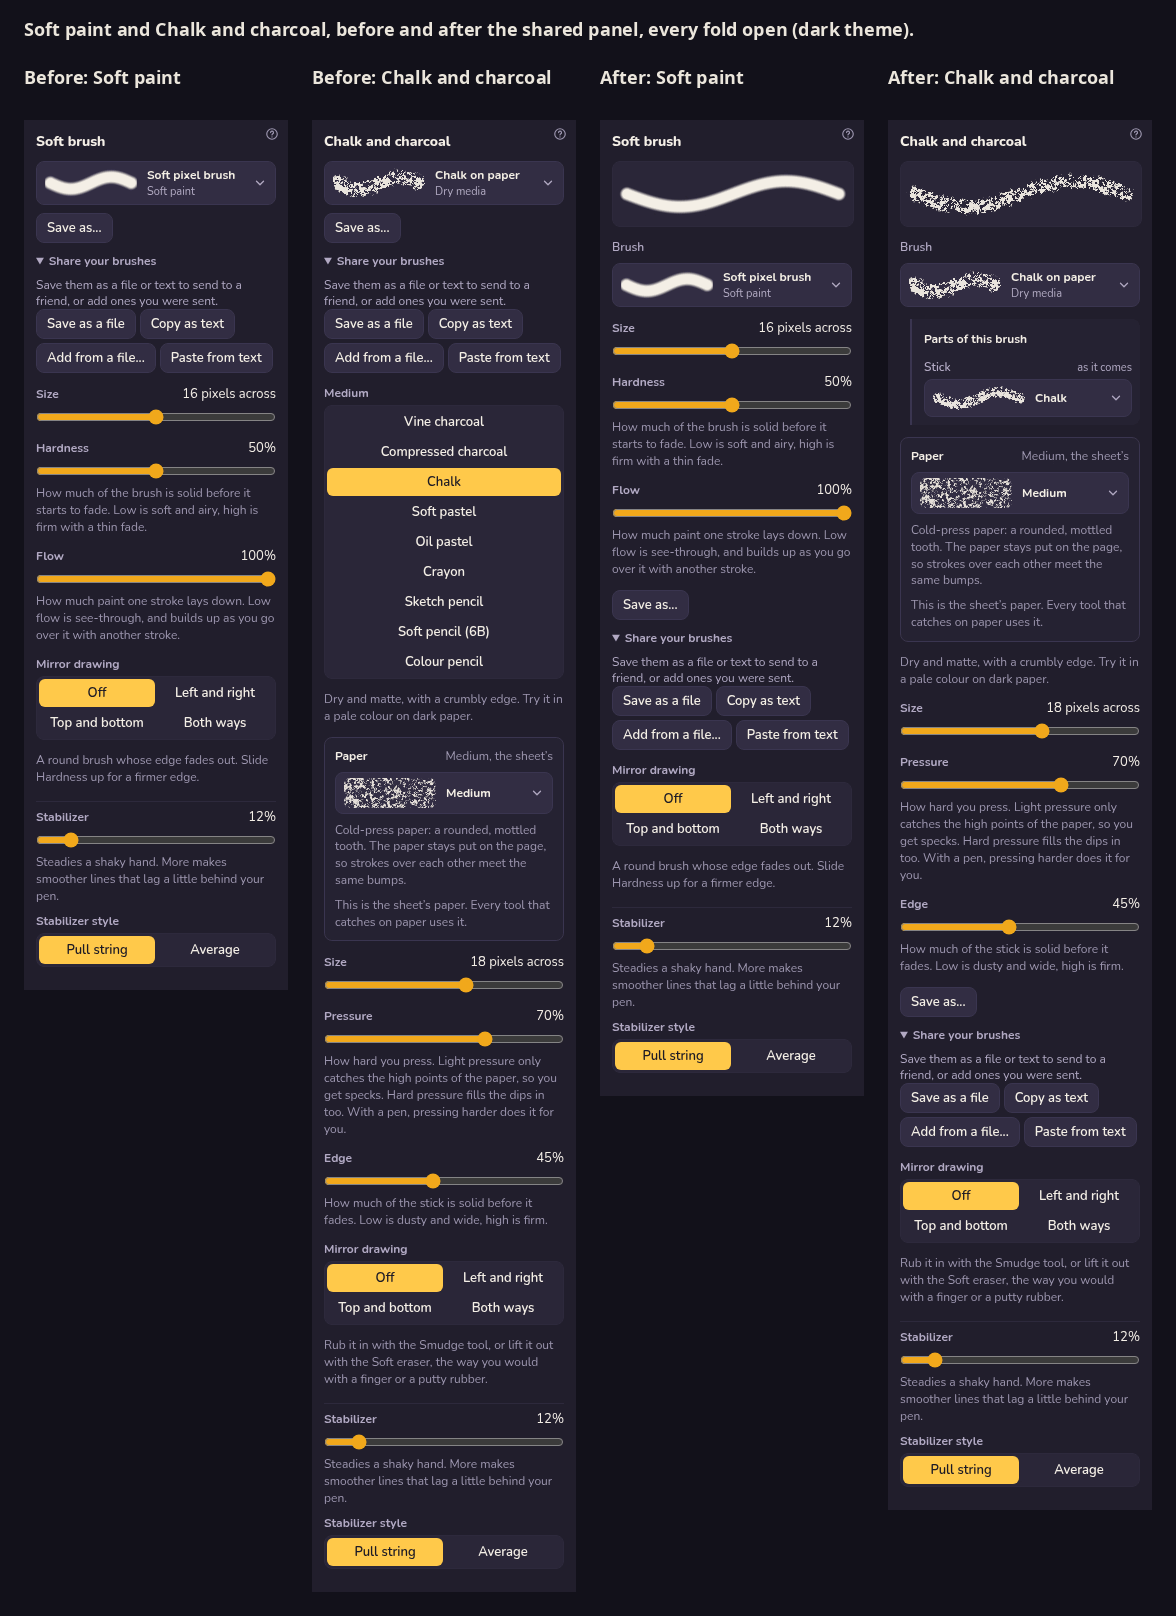 Soft paint and Chalk and charcoal, before and after the shared panel, every fold open (dark theme).
Before: Soft paint
Soft brush
Soft pixel brush
Soft paint
Save as...
▼ Share your brushes
Save them as a file or text to send to a
friend, or add ones you were sent.
Save as a file
Copy as text
Add from a file...
Paste from text
Size 16 pixels across
Hardness 50%
How much of the brush is solid before it
starts to fade. Low is soft and airy, high is
firm with a thin fade.
Flow 100%
How much paint one stroke lays down. Low
flow is see-through, and builds up as you go
over it with another stroke.
Mirror drawing
Off
Left and right
Top and bottom
Both ways
A round brush whose edge fades out. Slide
Hardness up for a firmer edge.
Stabilizer 12%
Steadies a shaky hand. More makes
smoother lines that lag a little behind your
pen.
Stabilizer style
Pull string
Average
Before: Chalk and charcoal
Chalk and charcoal
Chalk on paper
Dry media
Save as...
▼ Share your brushes
Save them as a file or text to send to a
friend, or add ones you were sent.
Save as a file
Copy as text
Add from a file...
Paste from text
Medium
Vine charcoal
Compressed charcoal
Chalk
Soft pastel
Oil pastel
Crayon
Sketch pencil
Soft pencil (6B)
Colour pencil
Dry and matte, with a crumbly edge. Try it in
a pale colour on dark paper.
Paper Medium, the sheet's
Medium
Cold-press paper: a rounded, mottled
tooth. The paper stays put on the page,
so strokes over each other meet the
same bumps.
This is the sheet's paper. Every tool that
catches on paper uses it.
Size 18 pixels across
Pressure 70%
How hard you press. Light pressure only
catches the high points of the paper, so you
get specks. Hard pressure fills the dips in
too. With a pen, pressing harder does it for
you.
Edge 45%
How much of the stick is solid before it
fades. Low is dusty and wide, high is firm.
Mirror drawing
Off
Left and right
Top and bottom
Both ways
Rub it in with the Smudge tool, or lift it out
with the Soft eraser, the way you would
with a finger or a putty rubber.
Stabilizer 12%
Steadies a shaky hand. More makes
smoother lines that lag a little behind your
pen.
Stabilizer style
Pull string
Average
After: Soft paint
Soft brush
Brush
Soft pixel brush
Soft paint
Size 16 pixels across
Hardness 50%
How much of the brush is solid before it
starts to fade. Low is soft and airy, high is
firm with a thin fade.
Flow 100%
How much paint one stroke lays down. Low
flow is see-through, and builds up as you go
over it with another stroke.
Save as...
▼ Share your brushes
Save them as a file or text to send to a
friend, or add ones you were sent.
Save as a file
Copy as text
Add from a file...
Paste from text
Mirror drawing
Off
Left and right
Top and bottom
Both ways
A round brush whose edge fades out. Slide
Hardness up for a firmer edge.
Stabilizer 12%
Steadies a shaky hand. More makes
smoother lines that lag a little behind your
pen.
Stabilizer style
Pull string
Average
After: Chalk and charcoal
Chalk and charcoal
Brush
Chalk on paper
Dry media
Parts of this brush
Stick as it comes
Chalk
Paper Medium, the sheet's
Medium
Cold-press paper: a rounded, mottled
tooth. The paper stays put on the page,
so strokes over each other meet the
same bumps.
This is the sheet's paper. Every tool that
catches on paper uses it.
Dry and matte, with a crumbly edge. Try it in
a pale colour on dark paper.
Size 18 pixels across
Pressure 70%
How hard you press. Light pressure only
catches the high points of the paper, so you
get specks. Hard pressure fills the dips in
too. With a pen, pressing harder does it for
you.
Edge 45%
How much of the stick is solid before it
fades. Low is dusty and wide, high is firm.
Save as...
▼ Share your brushes
Save them as a file or text to send to a
friend, or add ones you were sent.
Save as a file
Copy as text
Add from a file...
Paste from text
Mirror drawing
Off
Left and right
Top and bottom
Both ways
Rub it in with the Smudge tool, or lift it out
with the Soft eraser, the way you would
with a finger or a putty rubber.
Stabilizer 12%
Steadies a shaky hand. More makes
smoother lines that lag a little behind your
pen.
Stabilizer style
Pull string
Average